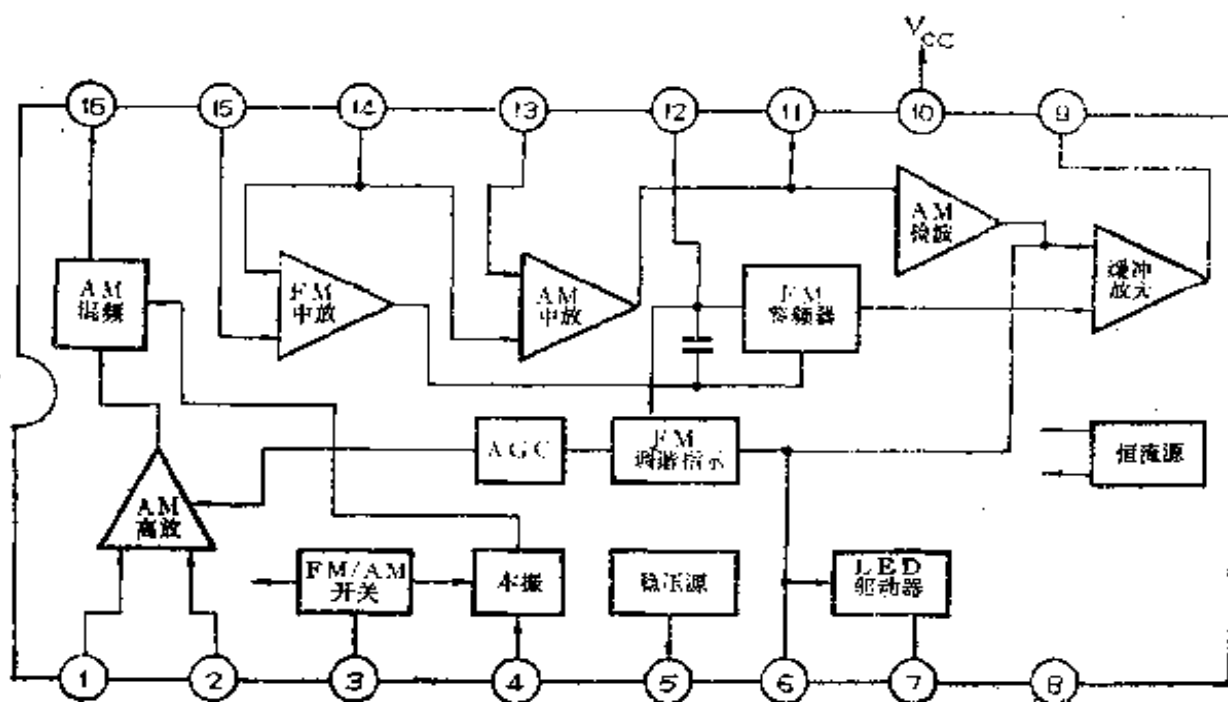 VCC
16
15
14
13
12
11
10
9
AM
检波
缓冲
放大
AM
混频
FM
中放
AM
中放
FM
鉴频器
AGC
FM
调谐指示
恒流源
AM
高放
FM/AM
开关
本振
稳压源
LED
驱动器
1
2
3
4
5
6
7
8